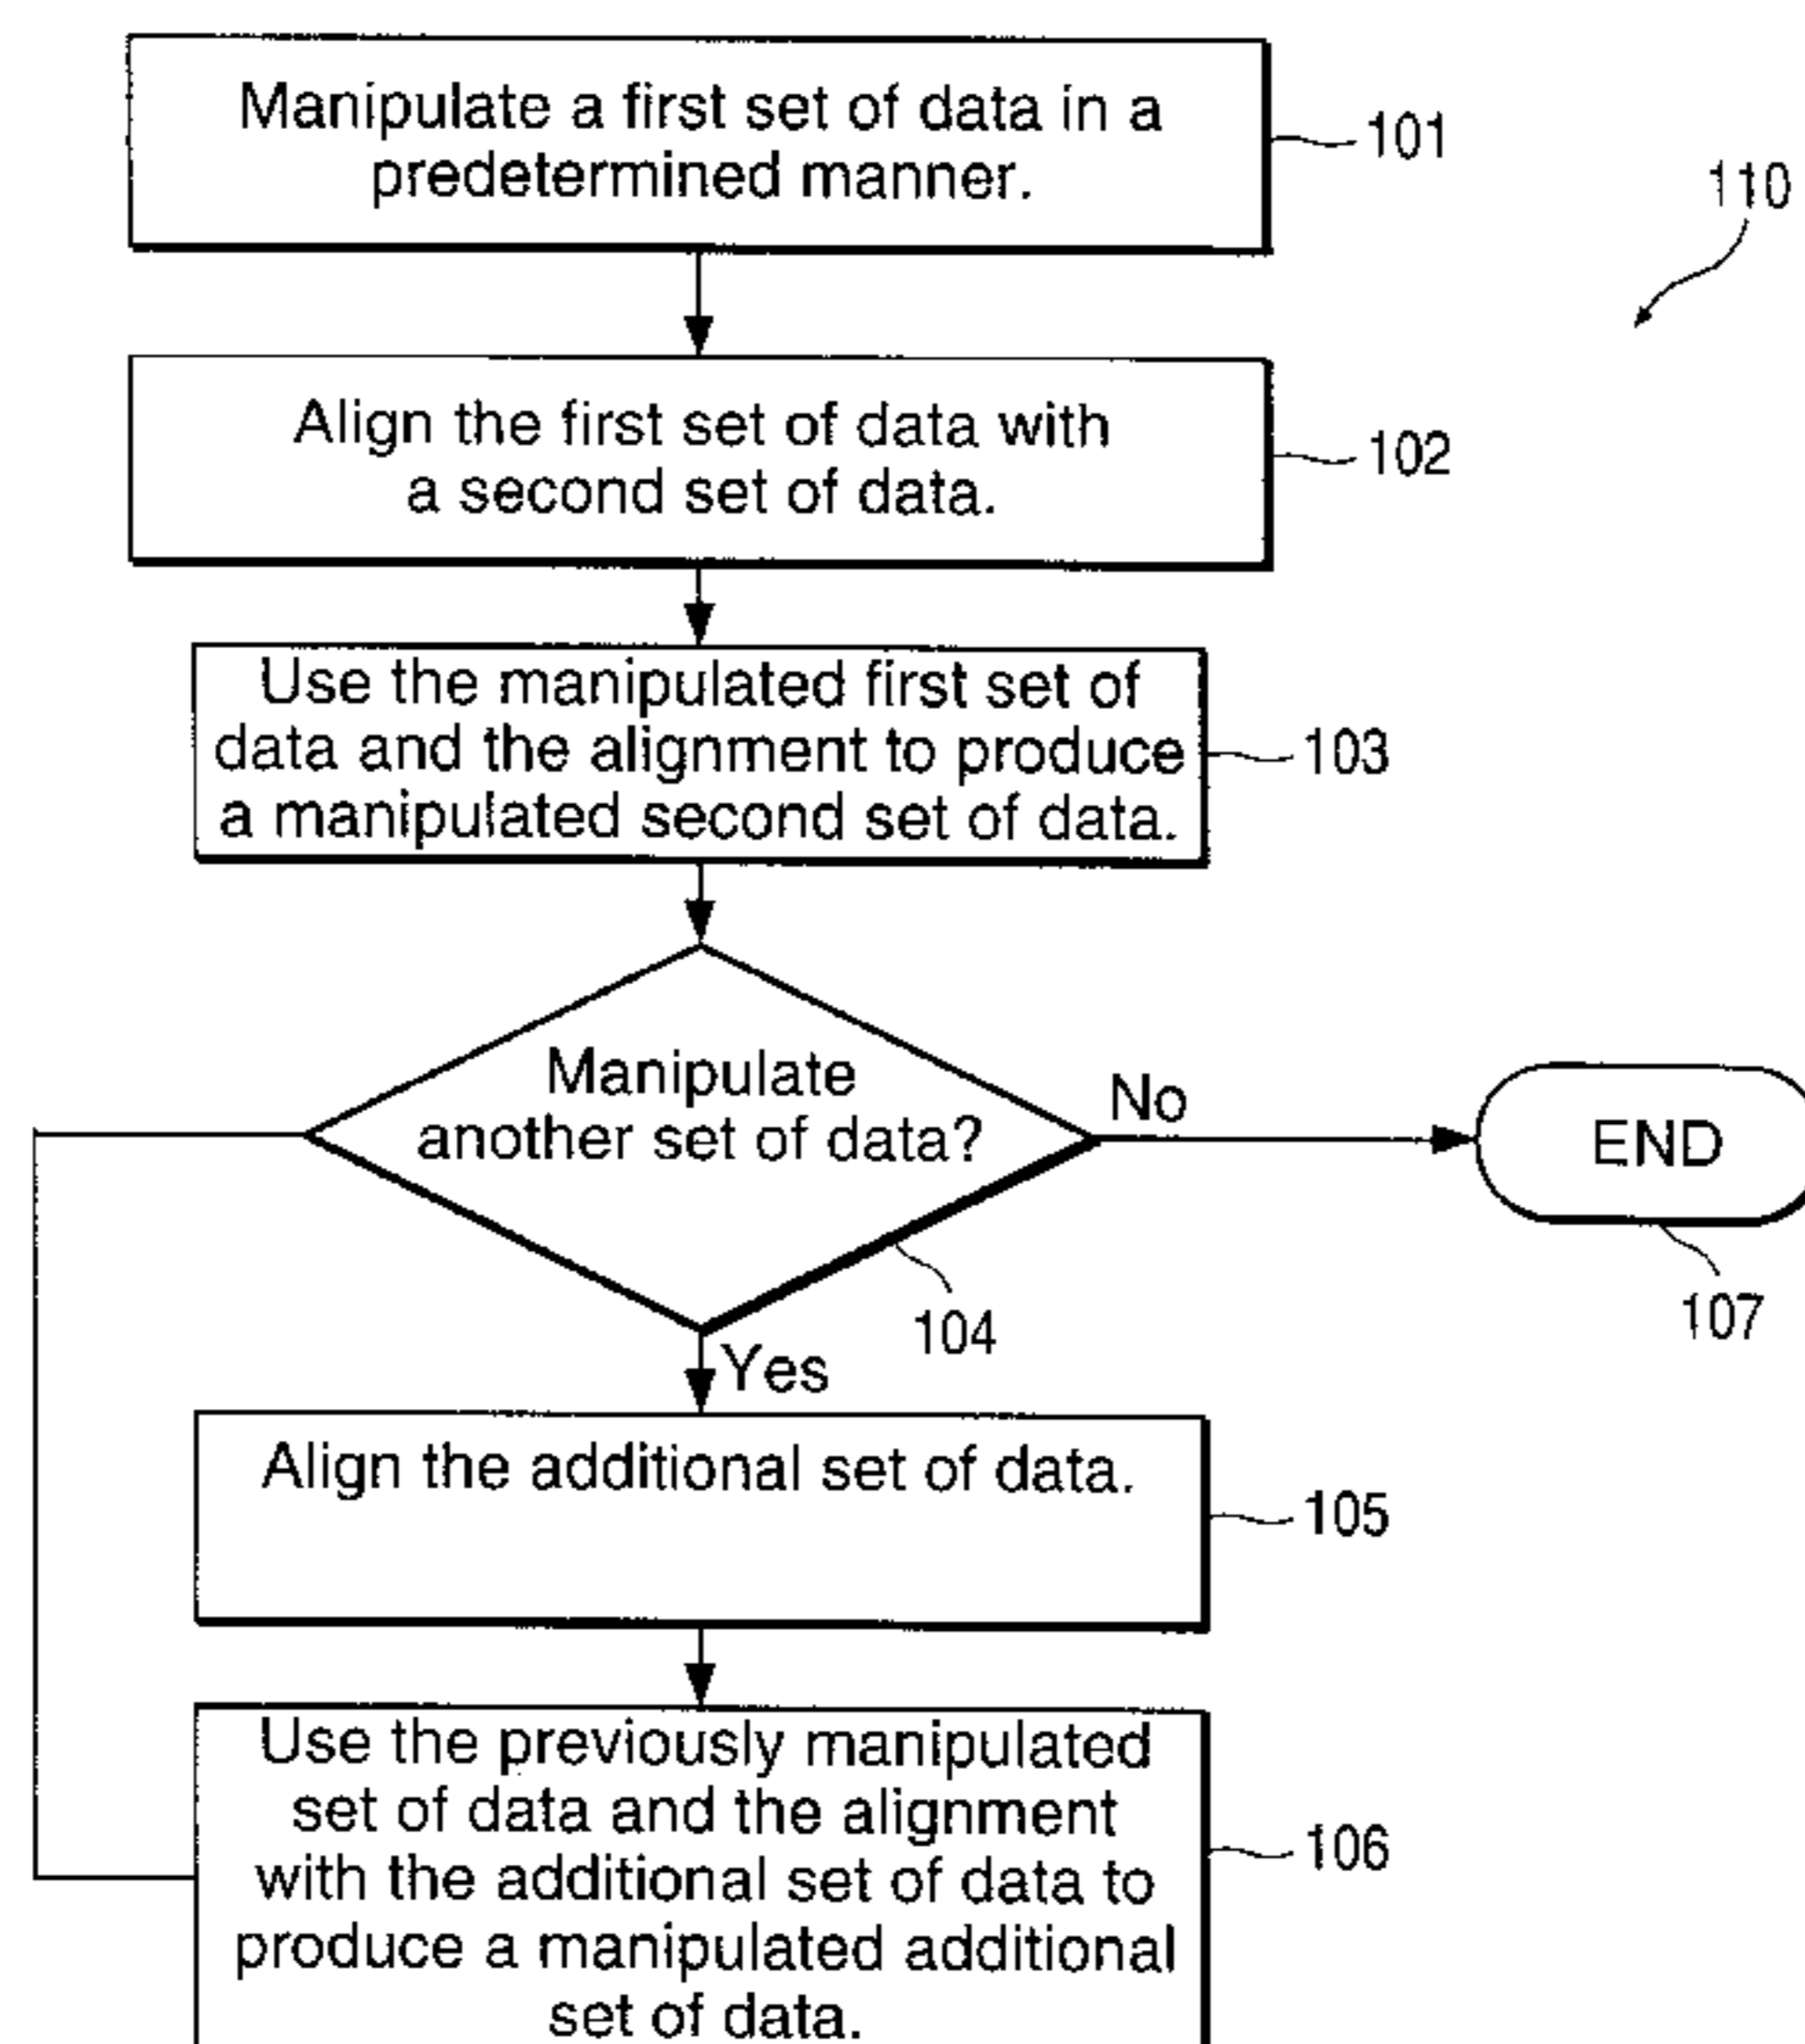 Manipulate a first set of data in a
predetermined manner.
101
110
Align the first set of data with
a second set of data.
102
Use the manipulated first set of
data and the alignment to produce
a manipulated second set of data.
103
Manipulate
another set of data?
No
END
104
107
Yes
Align the additional set of data.
105
Use the previously manipulated
set of data and the alignment
with the additional set of data to
produce a manipulated additional
set of data.
106